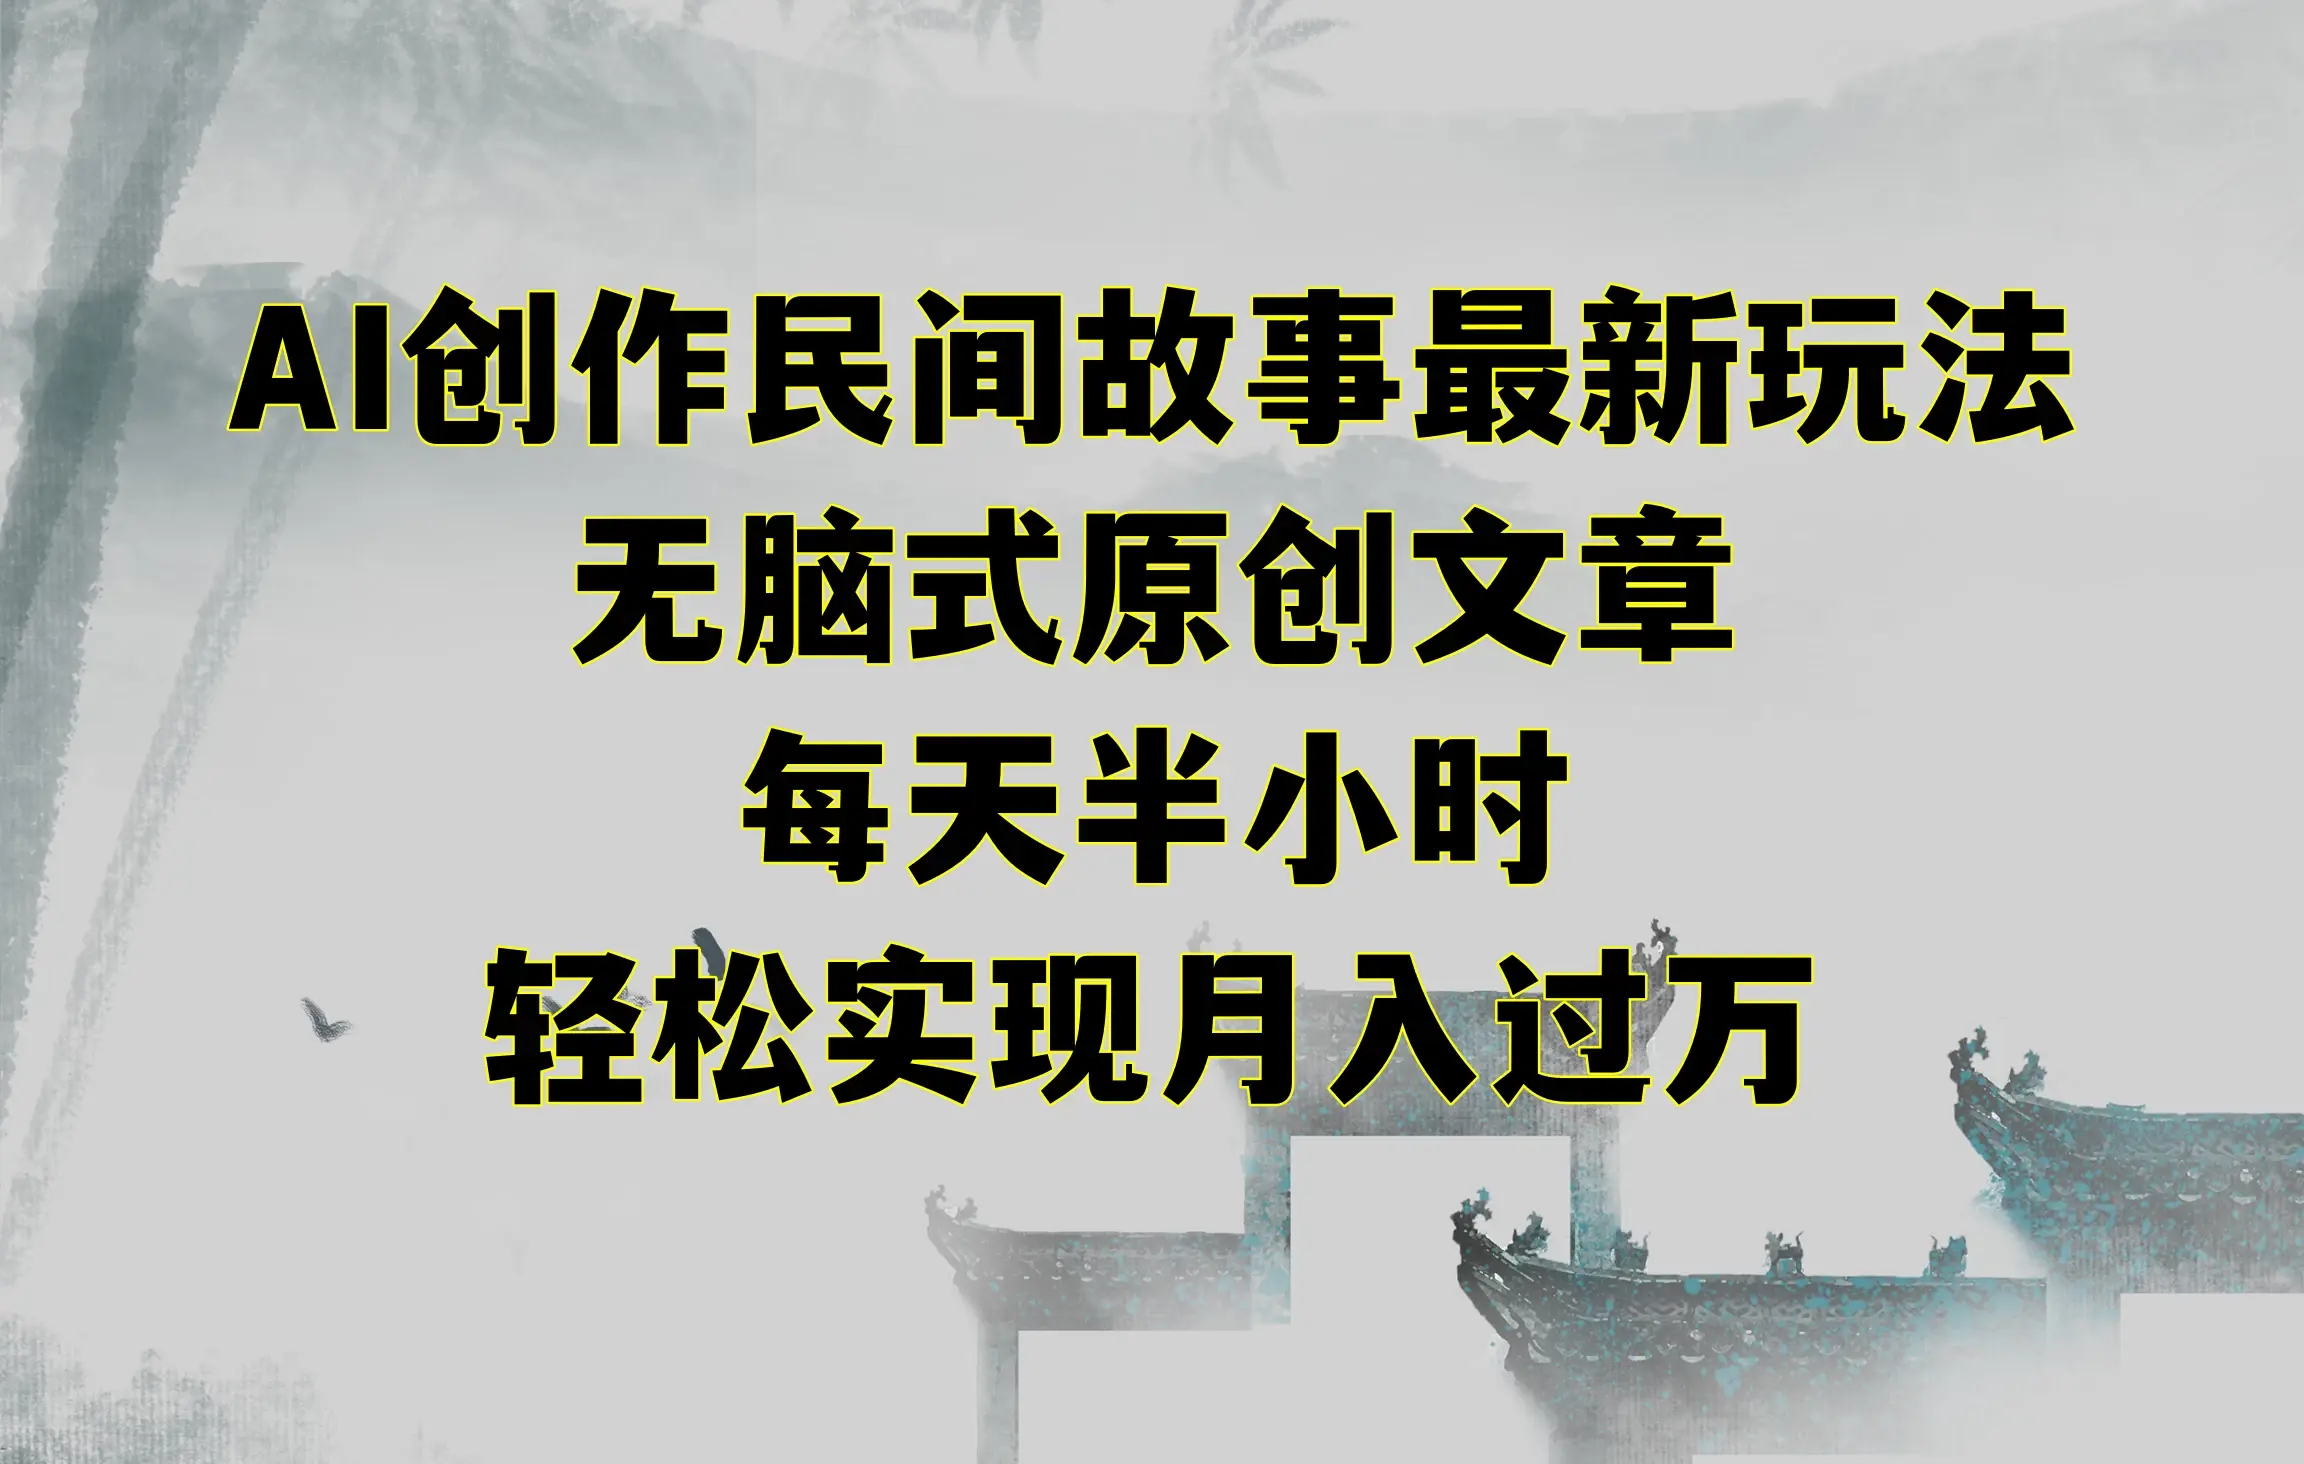 AI创作民间故事最新玩法
无脑式原创文章
每天半小时
轻松实现月入过万